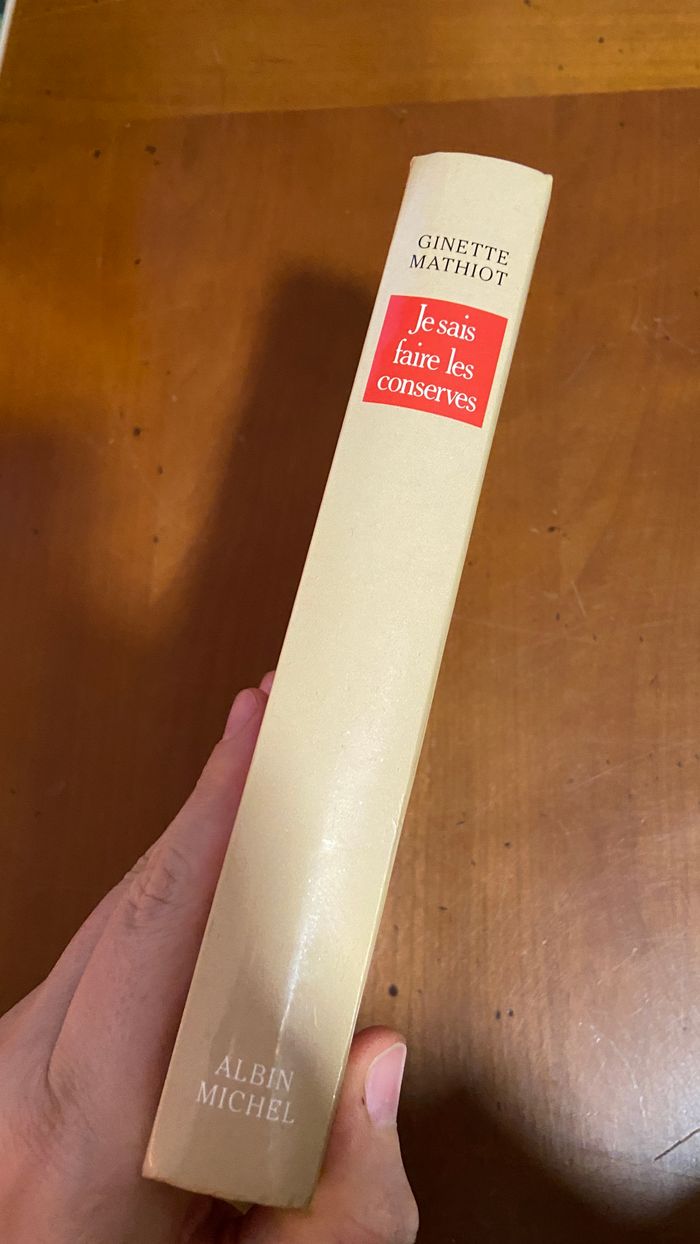 GINETTE
MATHIOT
Je sais
faire les
conserves
ALBIN
MICHEL